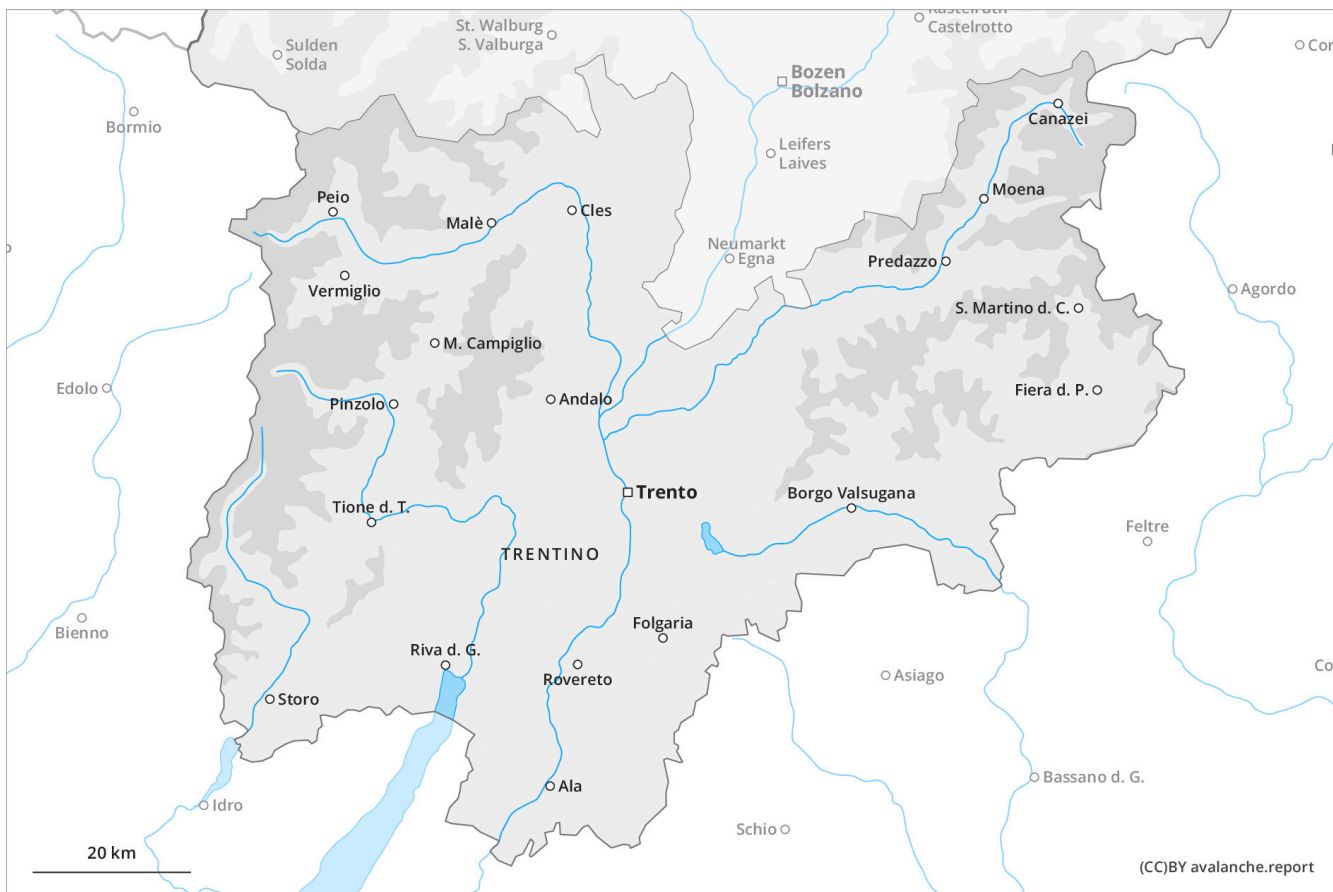 Kastelruth
Castelrotto
St. Walburg
S. Valburga
Sulden
Solda
Cor
Bozen
Bolzano
Bormio
Canazei
Leifers
Laives
Moena
Peio
Malè
Cles
Neumarkt
Egna
Predazzo
Vermiglio
Agordo
S. Martino d. C.
M. Campiglio
Edolo
Pinzolo
Andalo
Fiera d. P.
Trento
Borgo Valsugana
Tione d. T.
Feltre
TRENTINO
Bienno
Folgaria
Riva d. G.
Rovereto
Asiago
Co
Storo
Ala
Bassano d. G.
Idro
Schio
20 km
(CC)BY avalanche.report